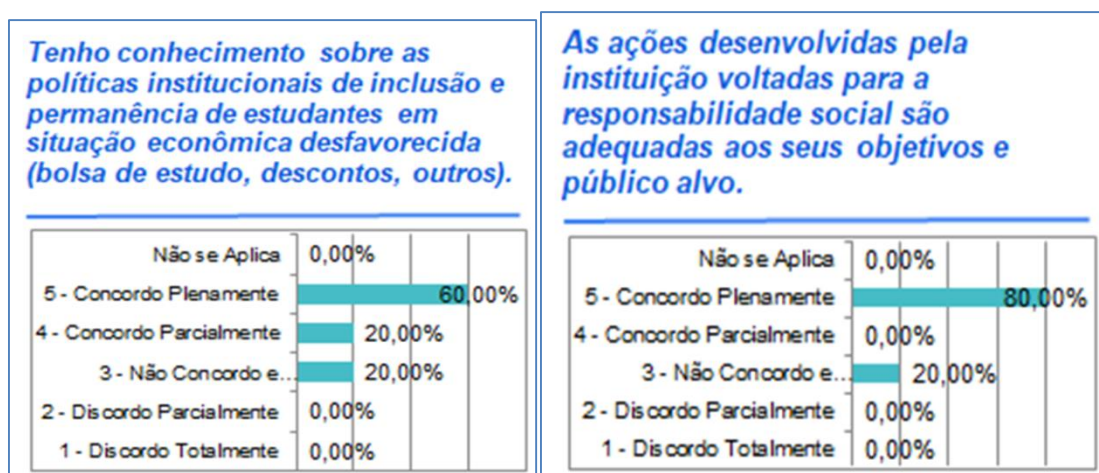 Tenho conhecimento sobre as
políticas institucionais de inclusão e
permanência de estudantes em
situação econômica desfavorecida
(bolsa de estudo, descontos, outros).
Não se Aplica 0,00%
5 - Concordo Plenamente 60,00%
4 - Concordo Parcialmente 20,00%
3 - Não Concordo e... 20,00%
2 - Discordo Parcialmente 0,00%
1 - Discordo Totalmente 0,00%
As ações desenvolvidas pela
instituição voltadas para a
responsabilidade social são
adequadas aos seus objetivos e
público alvo.
Não se Aplica 0,00%
5 - Concordo Plenamente 80,00%
4 - Concordo Parcialmente 0,00%
3 - Não Concordo e... 20,00%
2 - Discordo Parcialmente 0,00%
1 - Discordo Totalmente 0,00%